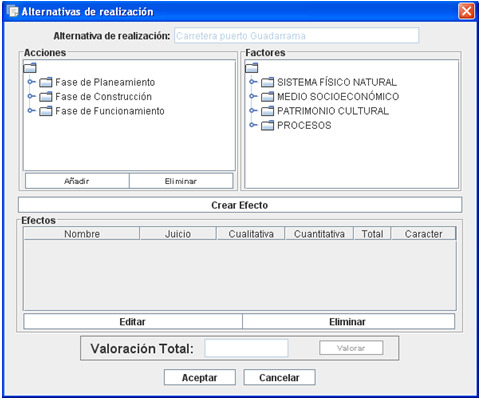 Alternativas de realización
Alternativa de realización: Carretera puerto Guadarrama
Acciones
Fase de Planeamiento
Fase de Construcción
Fase de Funcionamiento
Añadir Eliminar
Factores
SISTEMA FÍSICO NATURAL
MEDIO SOCIOECONÓMICO
PATRIMONIO CULTURAL
PROCESOS
Crear Efecto
Efectos
Nombre Juicio Cualitativa Cuantitativa Total Caracter
Editar Eliminar
Valoración Total: Valorar
Aceptar Cancelar